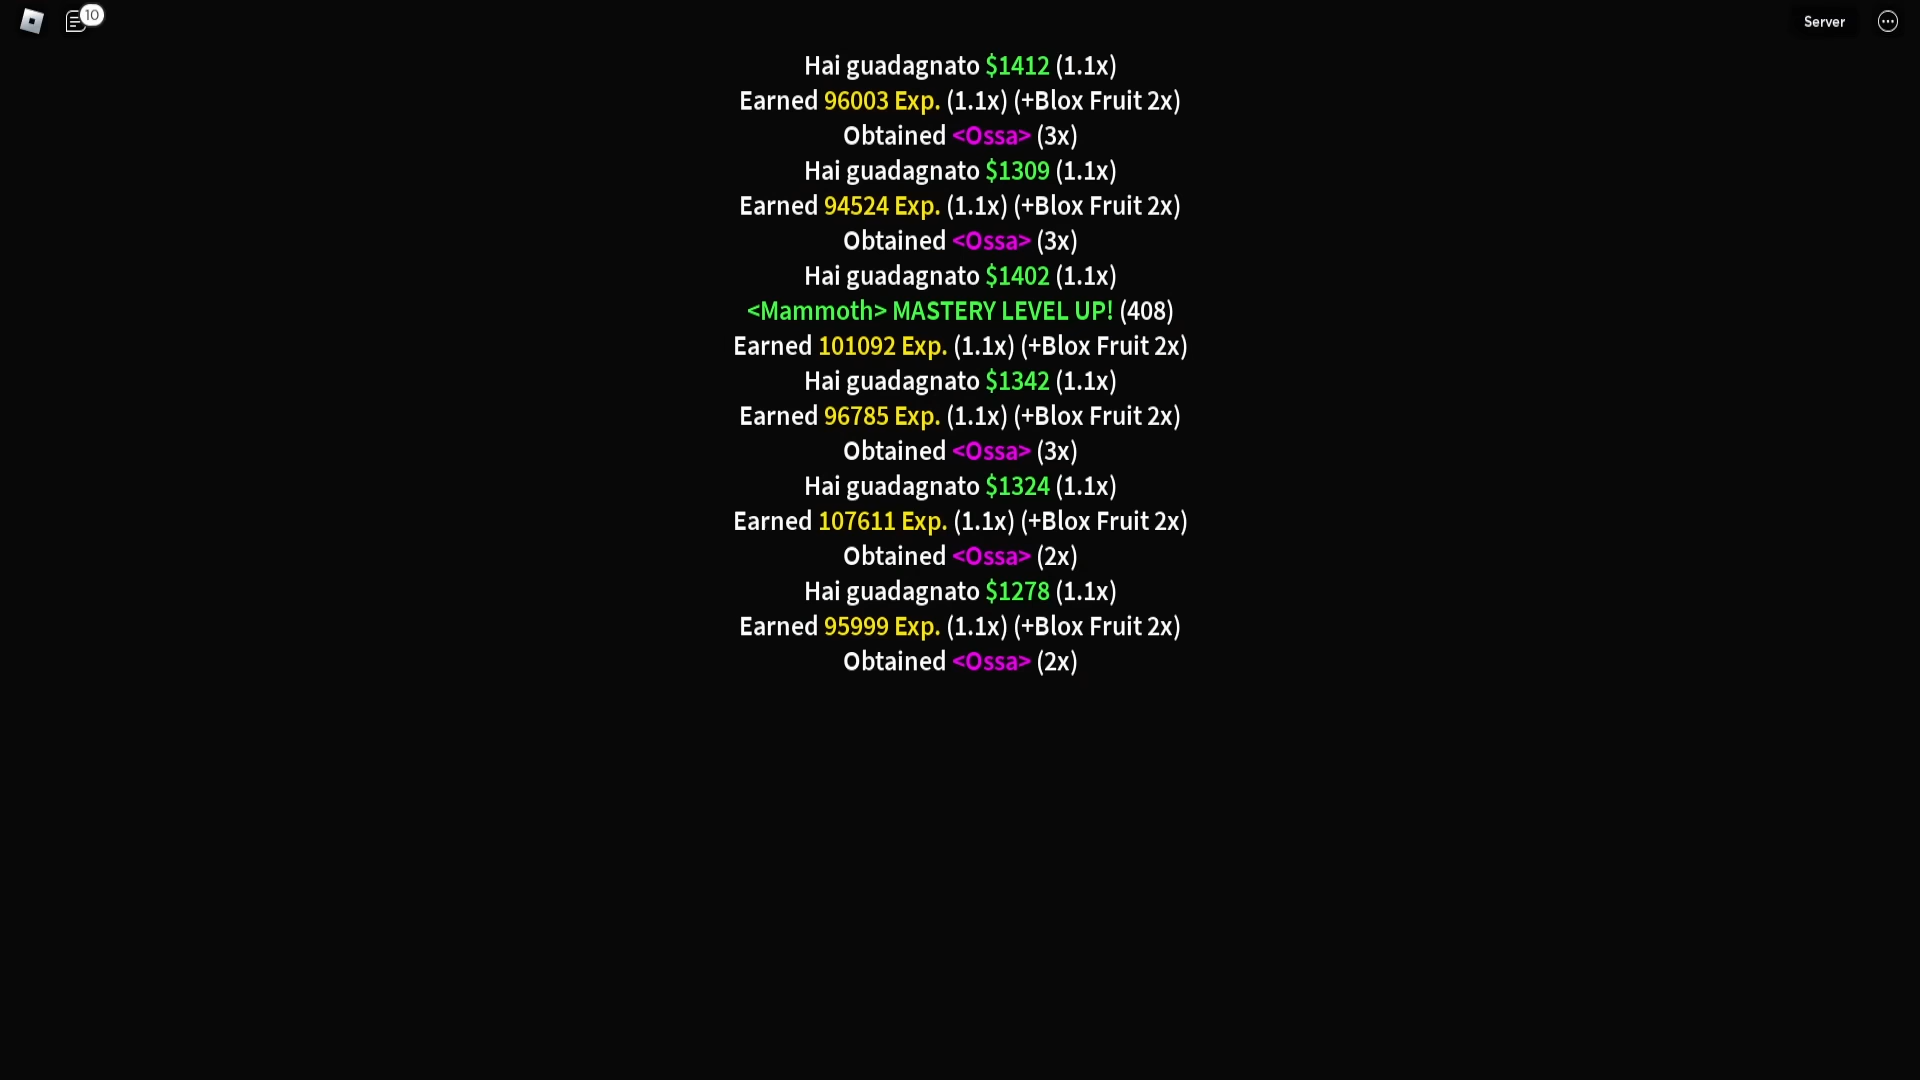 10
Server
Hai guadagnato $1412 (1.1x)
Earned 96003 Exp. (1.1x) (+Blox Fruit 2x)
Obtained <Ossa> (3x)
Hai guadagnato $1309 (1.1x)
Earned 94524 Exp. (1.1x) (+Blox Fruit 2x)
Obtained <Ossa> (3x)
Hai guadagnato $1402 (1.1x)
<Mammoth> MASTERY LEVEL UP! (408)
Earned 101092 Exp. (1.1x) (+Blox Fruit 2x)
Hai guadagnato $1342 (1.1x)
Earned 96785 Exp. (1.1x) (+Blox Fruit 2x)
Obtained <Ossa> (3x)
Hai guadagnato $1324 (1.1x)
Earned 107611 Exp. (1.1x) (+Blox Fruit 2x)
Obtained <Ossa> (2x)
Hai guadagnato $1278 (1.1x)
Earned 95999 Exp. (1.1x) (+Blox Fruit 2x)
Obtained <Ossa> (2x)